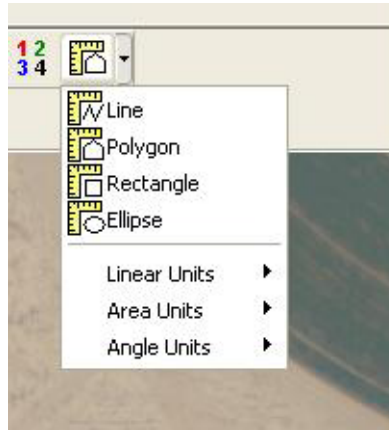 1 2
3 4
Line
Polygon
Rectangle
Ellipse
Linear Units
Area Units
Angle Units